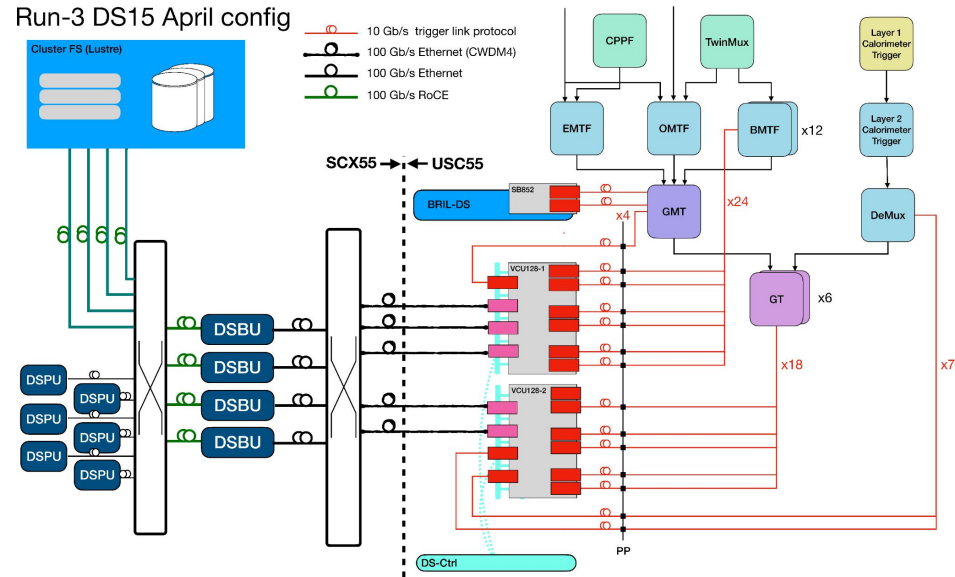 Run-3 DS15 April config
Cluster FS (Lustre)
10 Gb/s trigger link protocol
100 Gb/s Ethernet (CWDM4)
100 Gb/s Ethernet
100 Gb/s RoCE
CPPF
TwinMux
Layer 1
Calorimeter
Trigger
EMTF
OMTF
BMTF
x12
Layer 2
Calorimeter
Trigger
SCX55
USC55
SB852
BRIL-DS
x4
GMT
x24
DeMux
VCU128-1
GT
x6
DSBU
DSBU
DSBU
DSBU
x18
x7
DSPU
DSPU
DSPU
DSPU
DSPU
DSPU
VCU128-2
PP
DS-Ctrl